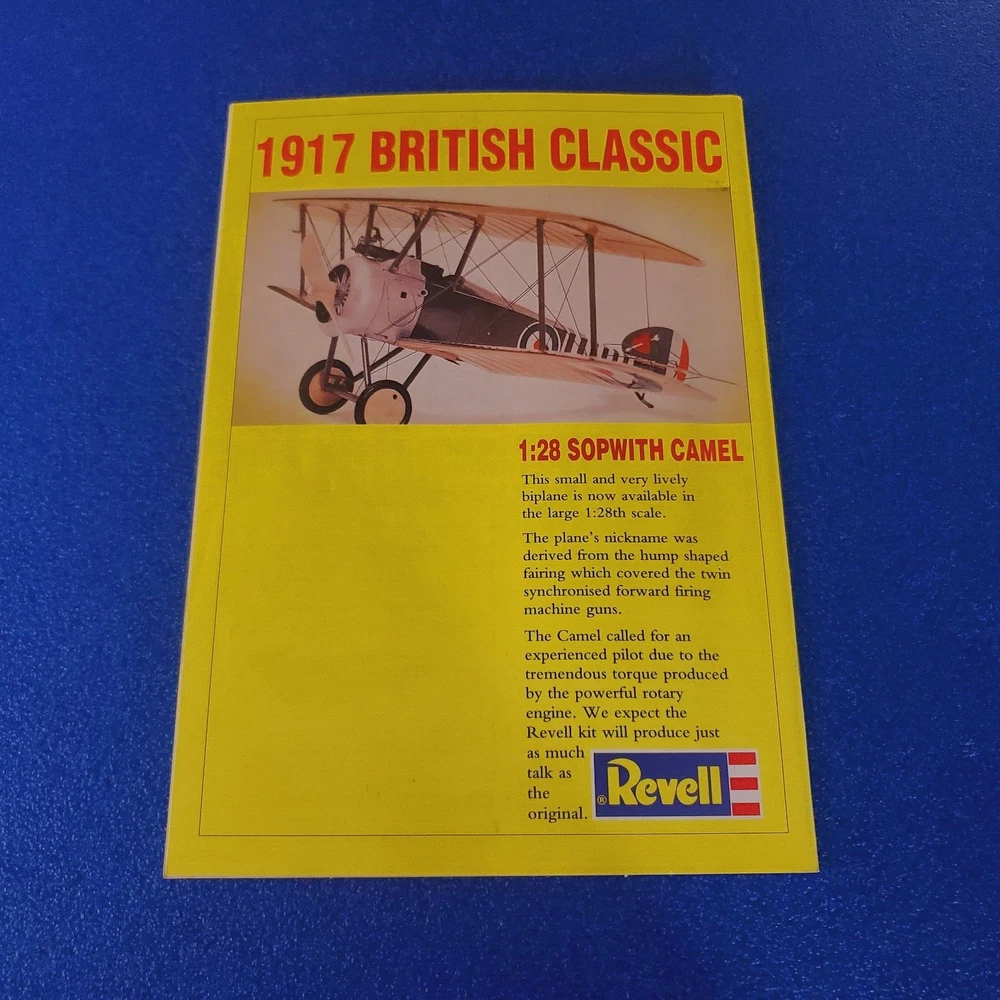 1917 BRITISH CLASSIC
1:28 SOPWITH CAMEL
This small and very lively
biplane is now available in
the large 1:28th scale.
The plane's nickname was
derived from the hump shaped
fairing which covered the twin
synchronised forward firing
machine guns.
The Camel called for an
experienced pilot due to the
tremendous torque produced
by the powerful rotary
engine. We expect the
Revell kit will produce just
as much
talk as
the
original.
® Revell